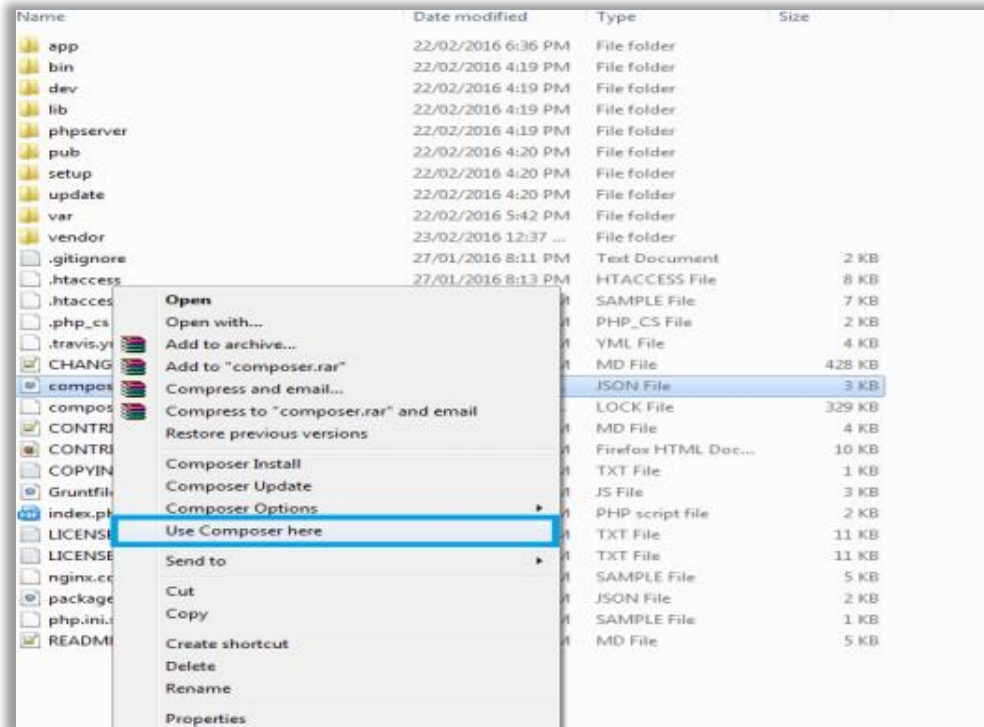 Name Date modified Type Size
app 22/02/2016 6:36 PM File folder
bin 22/02/2016 4:19 PM File folder
dev 22/02/2016 4:19 PM File folder
lib 22/02/2016 4:19 PM File folder
phpserver 22/02/2016 4:19 PM File folder
pub 22/02/2016 4:20 PM File folder
setup 22/02/2016 4:20 PM File folder
update 22/02/2016 4:20 PM File folder
var 22/02/2016 5:42 PM File folder
vendor 23/02/2016 12:37 ... File folder
.gitignore 27/01/2016 8:11 PM Text Document 2 KB
.htaccess 27/01/2016 8:13 PM HTACCESS File 8 KB
.htacces Open SAMPLE File 7 KB
.php_cs Open with... PHP_CS File 2 KB
.travis.y Add to archive... YML File 4 KB
CHANG Add to "composer.rar" MD File 428 KB
compos Compress and email... JSON File 3 KB
compos Compress to "composer.rar" and email LOCK File 329 KB
CONTRI Restore previous versions MD File 4 KB
CONTRI Firefox HTML Doc... 10 KB
COPYIN Composer Install TXT File 1 KB
Gruntfil Composer Update JS File 3 KB
index.ph Composer Options PHP script file 2 KB
LICENSE Use Composer here TXT File 11 KB
LICENSE Send to TXT File 11 KB
nginx.co SAMPLE File 5 KB
package Cut JSON File 2 KB
php.ini. Copy SAMPLE File 1 KB
README Create shortcut MD File 5 KB
Delete
Rename
Properties